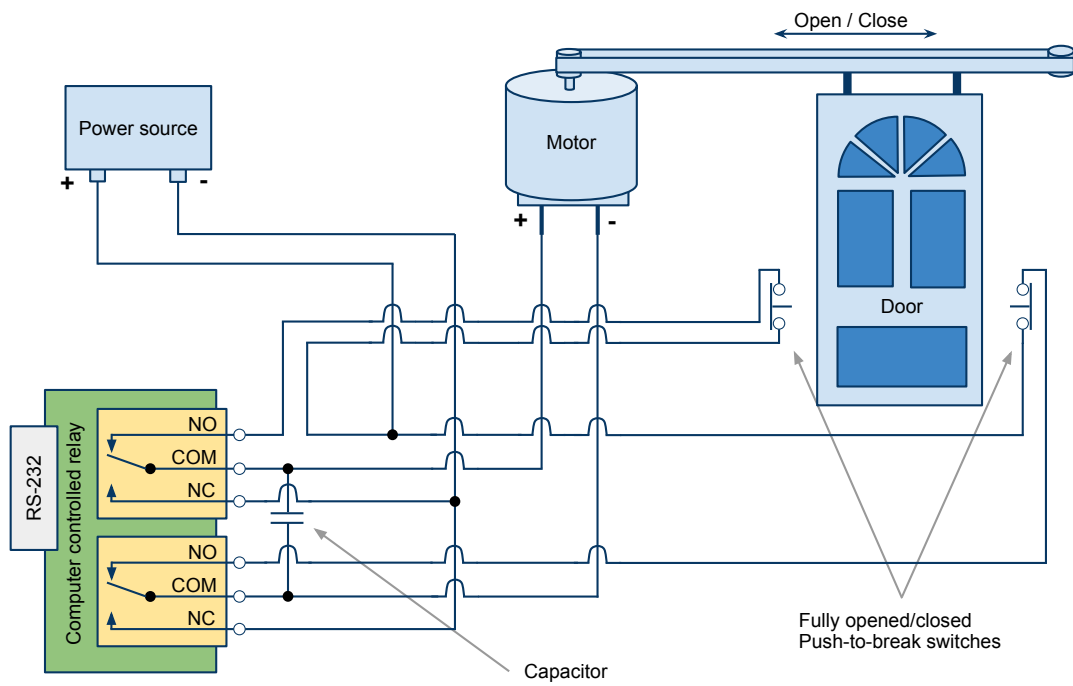 Open / Close
Power source
+ -
Motor
+ -
Door
RS-232
Computer controlled relay
NO
COM
NC
NO
COM
NC
Fully opened/closed
Push-to-break switches
Capacitor